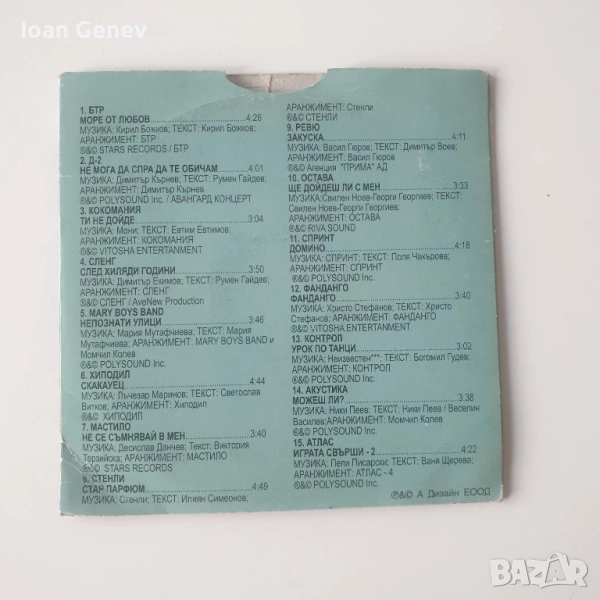 Ioan Genev
1. БТР
МОРЕ ОТ ЛЮБОВ 4:26
МУЗИКА: Кирил Божков; ТЕКСТ: Кирил Божков;
АРАНЖИМЕНТ: БТР
℗&© STARS RECORDS / БТР
2. Д-2
НЕ МОГА ДА СПРА ДА ТЕ ОБИЧАМ 4:01
МУЗИКА: Димитър Кърнев; ТЕКСТ: Румен Гайдев;
АРАНЖИМЕНТ: Димитър Кърнев
℗&© POLYSOUND Inc. / АВАНГАРД КОНЦЕРТ
3. КОКОМАНИЯ
ТИ НЕ ДОЙДЕ 3:04
МУЗИКА: Мони; ТЕКСТ: Евтим Евтимов;
АРАНЖИМЕНТ: КОКОМАНИЯ
℗&© VITOSHA ENTERTANMENT
4. СЛЕНГ
СЛЕД ХИЛЯДИ ГОДИНИ 3:50
МУЗИКА: Димитър Екимов; ТЕКСТ: Румен Гайдев;
АРАНЖИМЕНТ: СЛЕНГ
℗&© СЛЕНГ / AveNew Production
5. MARY BOYS BAND
НЕПОЗНАТИ УЛИЦИ 3:46
МУЗИКА: Мария Мутафчиева; ТЕКСТ: Мария
Мутафчиева; АРАНЖИМЕНТ: MARY BOYS BAND и
Момчил Колев
℗&© POLYSOUND Inc.
6. ХИПОДИЛ
СКАКАУЕЦ 4:44
МУЗИКА: Лъчезар Маринов; ТЕКСТ: Светослав
Витков; АРАНЖИМЕНТ: Хиподил
℗&© ХИПОДИЛ
7. МАСТИЛО
НЕ СЕ СЪМНЯВАЙ В МЕН 3:40
МУЗИКА: Десислав Данчев; ТЕКСТ: Виктория
Терзийска; АРАНЖИМЕНТ: МАСТИЛО
℗&© STARS RECORDS
8. СТЕНЛИ
СТАР ПАРФЮМ 4:49
МУЗИКА: Стенли; ТЕКСТ: Илиян Симеонов;
АРАНЖИМЕНТ: Стенли
℗&© СТЕНЛИ
9. РЕВЮ
ЗАКУСКА 4:11
МУЗИКА: Васил Гюров; ТЕКСТ: Димитър Воев;
АРАНЖИМЕНТ: Васил Гюров
℗&© Агенция "ПРИМА" АД
10. ОСТАВА
ЩЕ ДОЙДЕШ ЛИ С МЕН 3:33
МУЗИКА:Свилен Ноев-Георги Георгиев; ТЕКСТ:
Свилен Ноев-Георги Георгиев;
АРАНЖИМЕНТ: ОСТАВА
℗&© RIVA SOUND
11. СПРИНТ
ДОМИНО 4:18
МУЗИКА: СПРИНТ; ТЕКСТ: Поля Чакърова;
АРАНЖИМЕНТ: СПРИНТ
℗&© POLYSOUND Inc.
12. ФАНДАНГО
ФАНДАНГО 3:40
МУЗИКА: Христо Стефанов; ТЕКСТ: Христо
Стефанов; АРАНЖИМЕНТ: ФАНДАНГО
℗&© VITOSHA ENTERTANMENT
13. КОНТРОЛ
УРОК ПО ТАНЦИ 3:02
МУЗИКА: Неизвестен***; ТЕКСТ: Богомил Гудев;
АРАНЖИМЕНТ: КОНТРОЛ
℗&© POLYSOUND Inc.
14. АКУСТИКА
МОЖЕШ ЛИ? 3:38
МУЗИКА: Ники Пеев; ТЕКСТ: Ники Пеев / Веселин
Василев;АРАНЖИМЕНТ: Момчил Колев
℗&© POLYSOUND Inc.
15. АТЛАС
ИГРАТА СВЪРШИ - 2 4:22
МУЗИКА: Пепи Писарски; ТЕКСТ: Ваня Щерева;
АРАНЖИМЕНТ: АТЛАС - 4
℗&© POLYSOUND Inc.
℗&© А Дизайн ЕООД
BAZAR